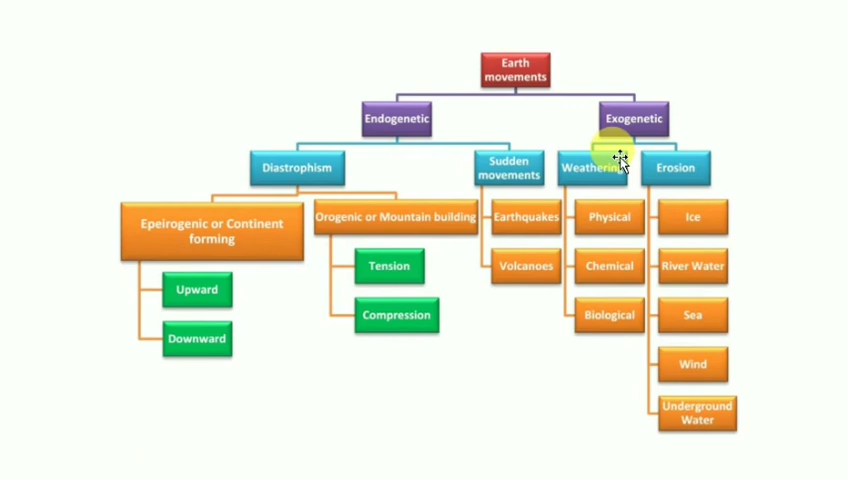 Earth
movements
Endogenetic
Exogenetic
Diastrophism
Sudden
movements
Weathering
Erosion
Epeirogenic or Continent
forming
Orogenic or Mountain building
Earthquakes
Physical
Ice
Tension
Volcanoes
Chemical
River Water
Upward
Compression
Biological
Sea
Downward
Wind
Underground
Water